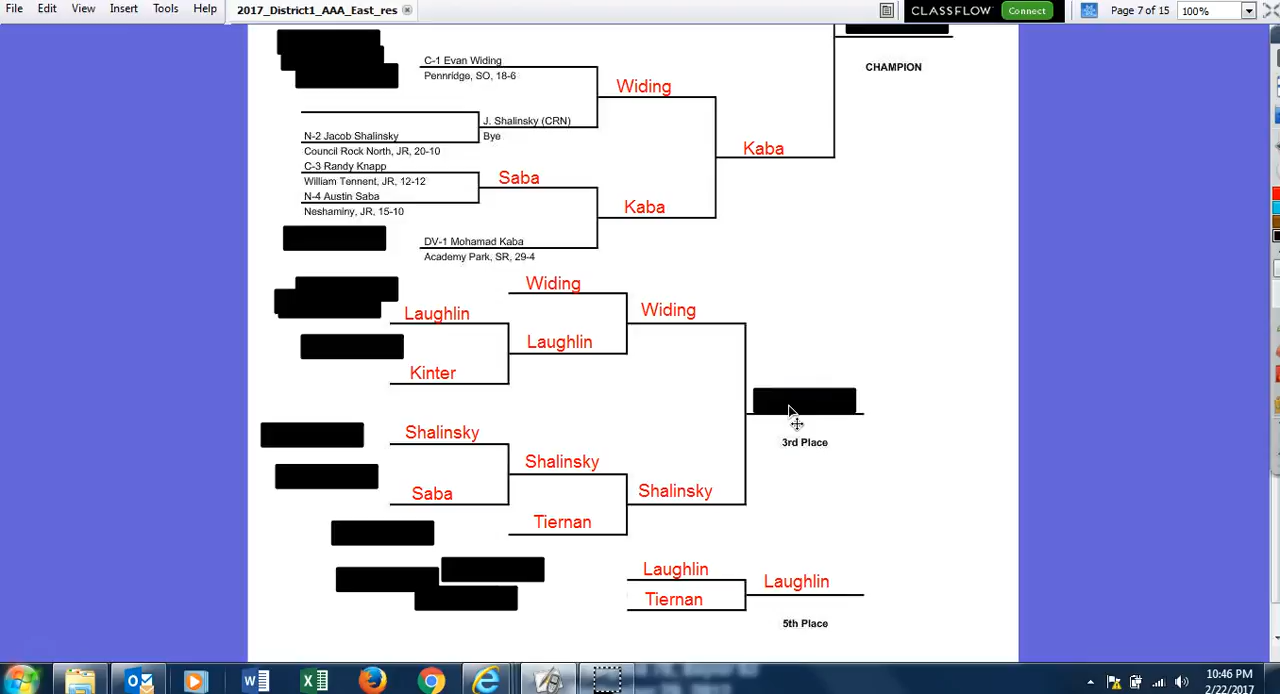 File Edit View Insert Tools Help 2017_District1_AAA_East_res CLASSFLOW Connect Page 7 of 15 100%
CHAMPION
C-1 Evan Widing
Pennridge, SO, 18-6
Widing
J. Shalinsky (CRN)
Bye
N-2 Jacob Shalinsky
Council Rock North, JR, 20-10
Kaba
C-3 Randy Knapp
William Tennent, JR, 12-12
Saba
N-4 Austin Saba
Neshaminy, JR, 15-10
Kaba
DV-1 Mohamad Kaba
Academy Park, SR, 29-4
Widing
Laughlin
Widing
Laughlin
Kinter
3rd Place
Shalinsky
Shalinsky
Saba
Shalinsky
Tiernan
Laughlin
Laughlin
Tiernan
5th Place
10:46 PM
2/22/2017